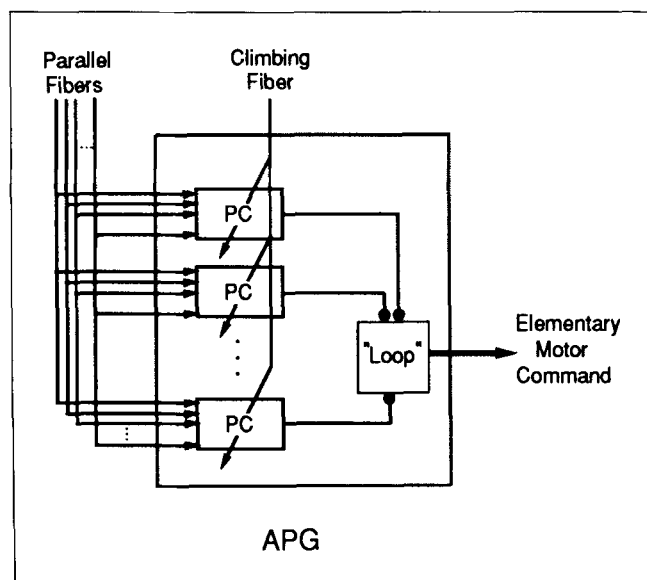 Parallel
Fibers
Climbing
Fiber
PC
PC
PC
"Loop"
Elementary
Motor
Command
APG